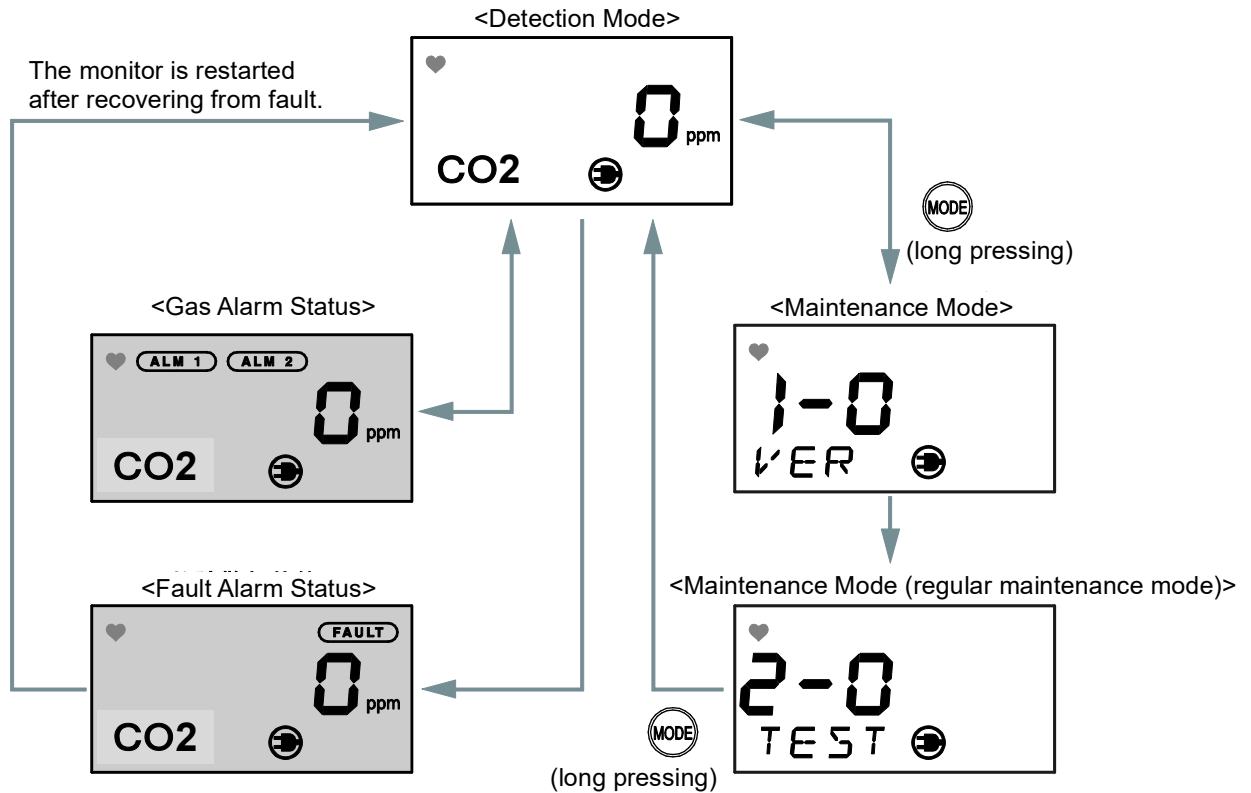 <Detection Mode>
The monitor is restarted
after recovering from fault.
0 ppm
CO2
MODE
(long pressing)
<Gas Alarm Status>
ALM 1 ALM 2
0 ppm
CO2
<Maintenance Mode>
1-0
VER
<Fault Alarm Status>
FAULT
0 ppm
CO2
<Maintenance Mode (regular maintenance mode)>
2-0
TEST
MODE
(long pressing)